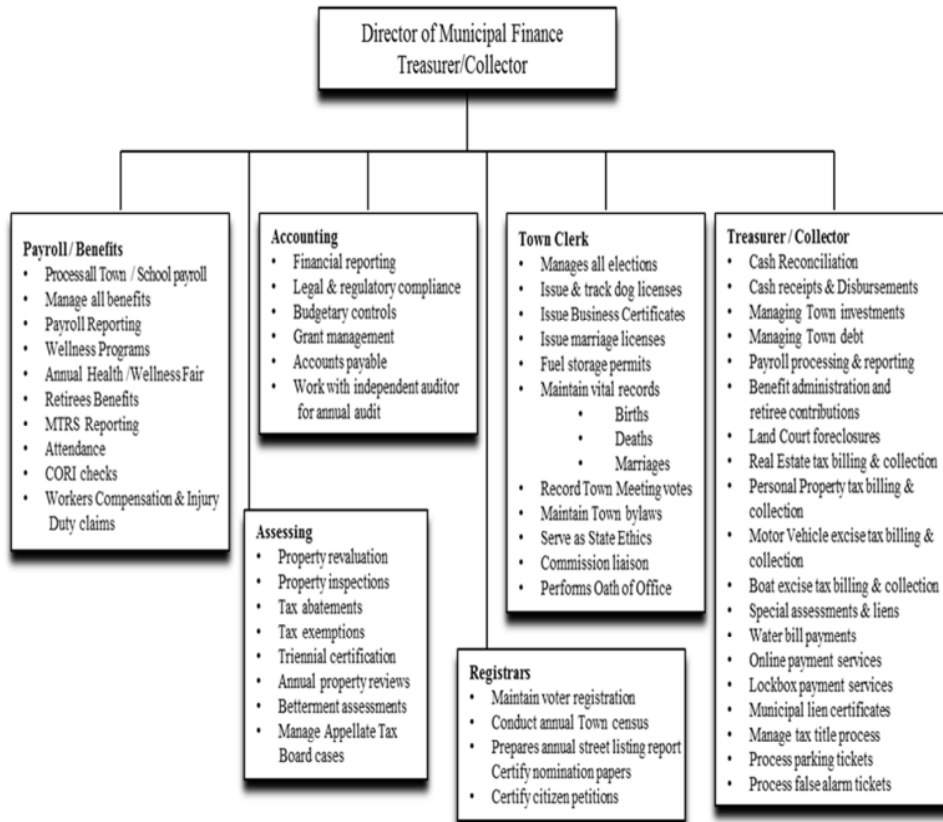 Director of Municipal Finance
Treasurer/Collector
Payroll / Benefits
• Process all Town / School payroll
• Manage all benefits
• Payroll Reporting
• Wellness Programs
• Annual Health /Wellness Fair
• Retirees Benefits
• MTRS Reporting
• Attendance
• CORI checks
• Workers Compensation & Injury
Duty claims
Accounting
• Financial reporting
• Legal & regulatory compliance
• Budgetary controls
• Grant management
• Accounts payable
• Work with independent auditor
for annual audit
Assessing
• Property revaluation
• Property inspections
• Tax abatements
• Tax exemptions
• Triennial certification
• Annual property reviews
• Betterment assessments
• Manage Appellate Tax
Board cases
Town Clerk
• Manages all elections
• Issue & track dog licenses
• Issue Business Certificates
• Issue marriage licenses
• Fuel storage permits
• Maintain vital records
• Births
• Deaths
• Marriages
• Record Town Meeting votes
• Maintain Town bylaws
• Serve as State Ethics
• Commission liaison
• Performs Oath of Office
Registrars
• Maintain voter registration
• Conduct annual Town census
• Prepares annual street listing report
Certify nomination papers
• Certify citizen petitions
Treasurer / Collector
• Cash Reconciliation
• Cash receipts & Disbursements
• Managing Town investments
• Managing Town debt
• Payroll processing & reporting
• Benefit administration and
retiree contributions
• Land Court foreclosures
• Real Estate tax billing & collection
• Personal Property tax billing &
collection
• Motor Vehicle excise tax billing &
collection
• Boat excise tax billing & collection
• Special assessments & liens
• Water bill payments
• Online payment services
• Lockbox payment services
• Municipal lien certificates
• Manage tax title process
• Process parking tickets
• Process false alarm tickets